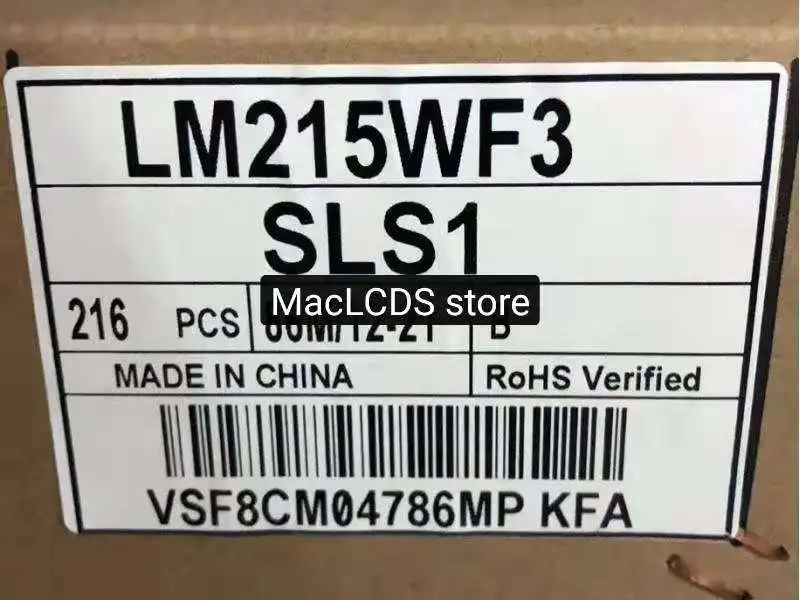 LM215WF3
SLS1
MacLCDS store
216 PCS
MADE IN CHINA RoHS Verified
VSF8CM04786MP KFA